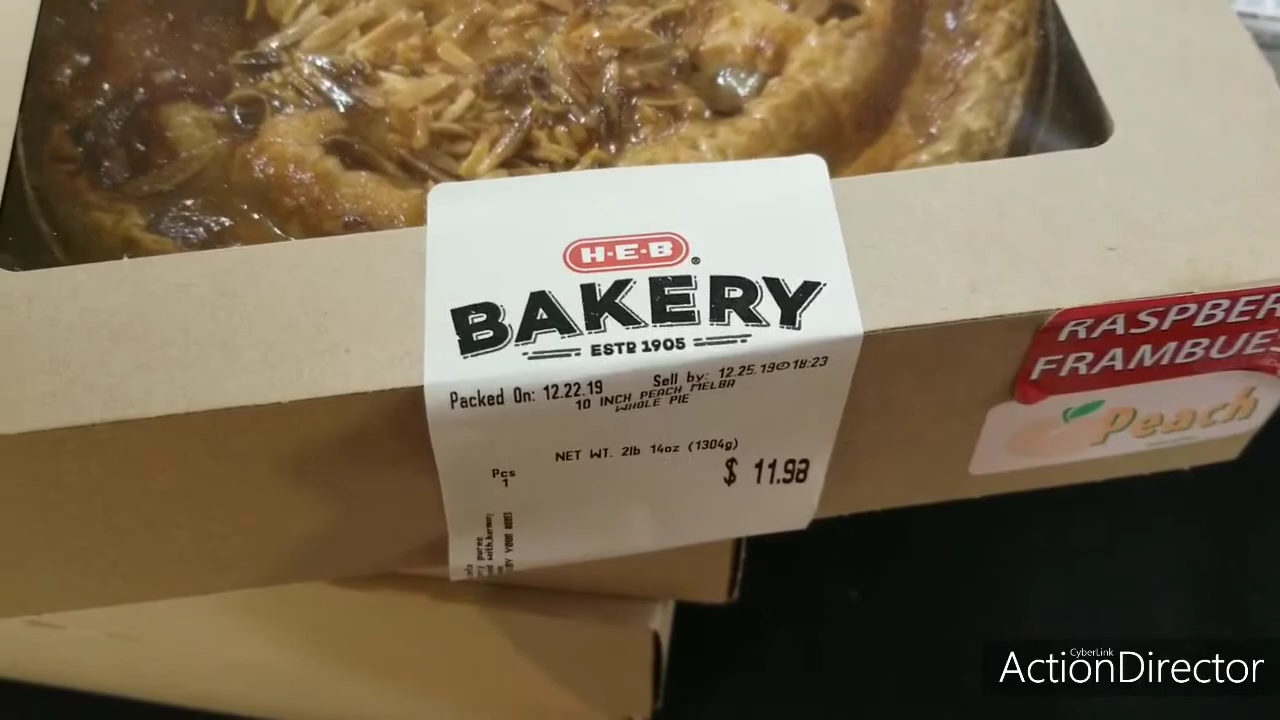 H-E-B®
BAKERY
ESTD 1905
Packed On: 12.22.19 Sell by: 12.25.19 18:23
10 INCH PEACH MELBA
WHOLE PIE
NET WT. 2lb 14oz (1304g)
Pcs
1
$ 11.98
RASPBER
FRAMBUE
Peach
CyberLink
ActionDirector